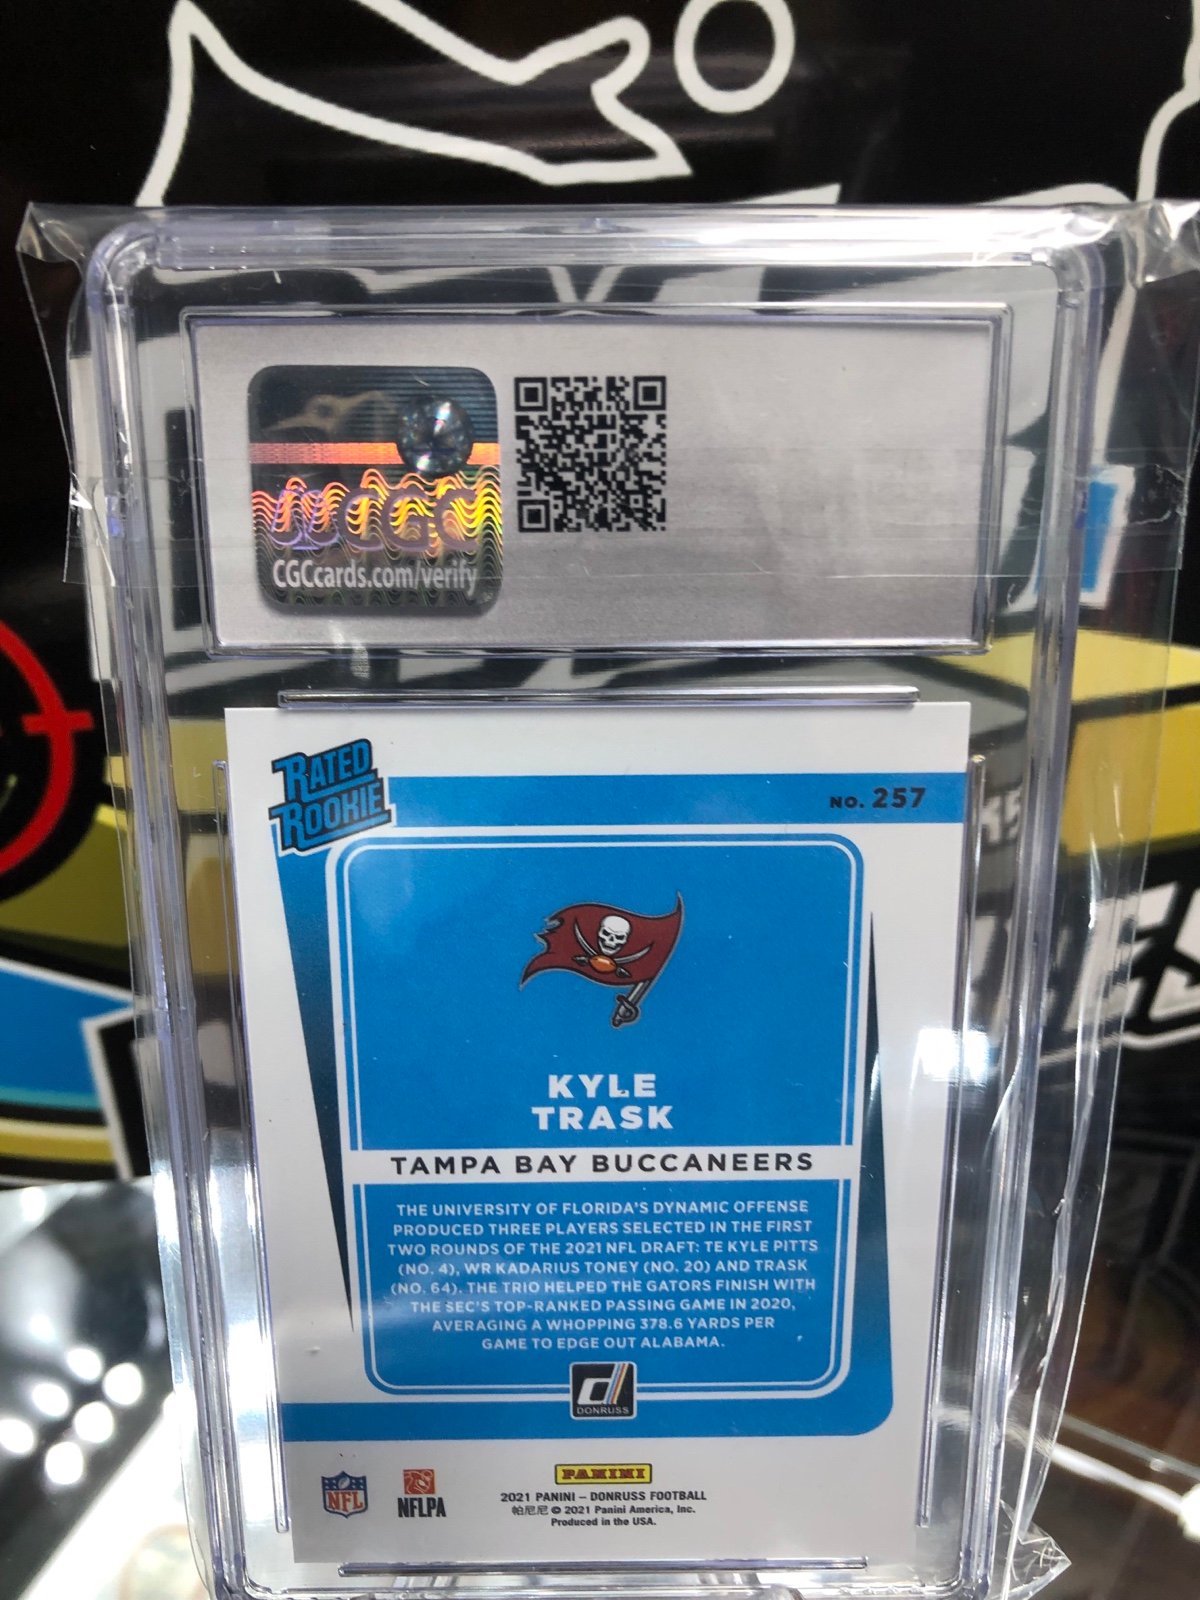 CGC
CGCcards.com/verify
RATED
ROOKIE
NO. 257
KYLE
TRASK
TAMPA BAY BUCCANEERS
THE UNIVERSITY OF FLORIDA'S DYNAMIC OFFENSE
PRODUCED THREE PLAYERS SELECTED IN THE FIRST
TWO ROUNDS OF THE 2021 NFL DRAFT: TE KYLE PITTS
(NO. 4), WR KADARIUS TONEY (NO. 20) AND TRASK
(NO. 64). THE TRIO HELPED THE GATORS FINISH WITH
THE SEC'S TOP-RANKED PASSING GAME IN 2020,
AVERAGING A WHOPPING 378.6 YARDS PER
GAME TO EDGE OUT ALABAMA.
DONRUSS
NFL
NFLPA
PANINI
2021 PANINI – DONRUSS FOOTBALL
帕尼尼 © 2021 Panini America, Inc.
Produced in the USA.